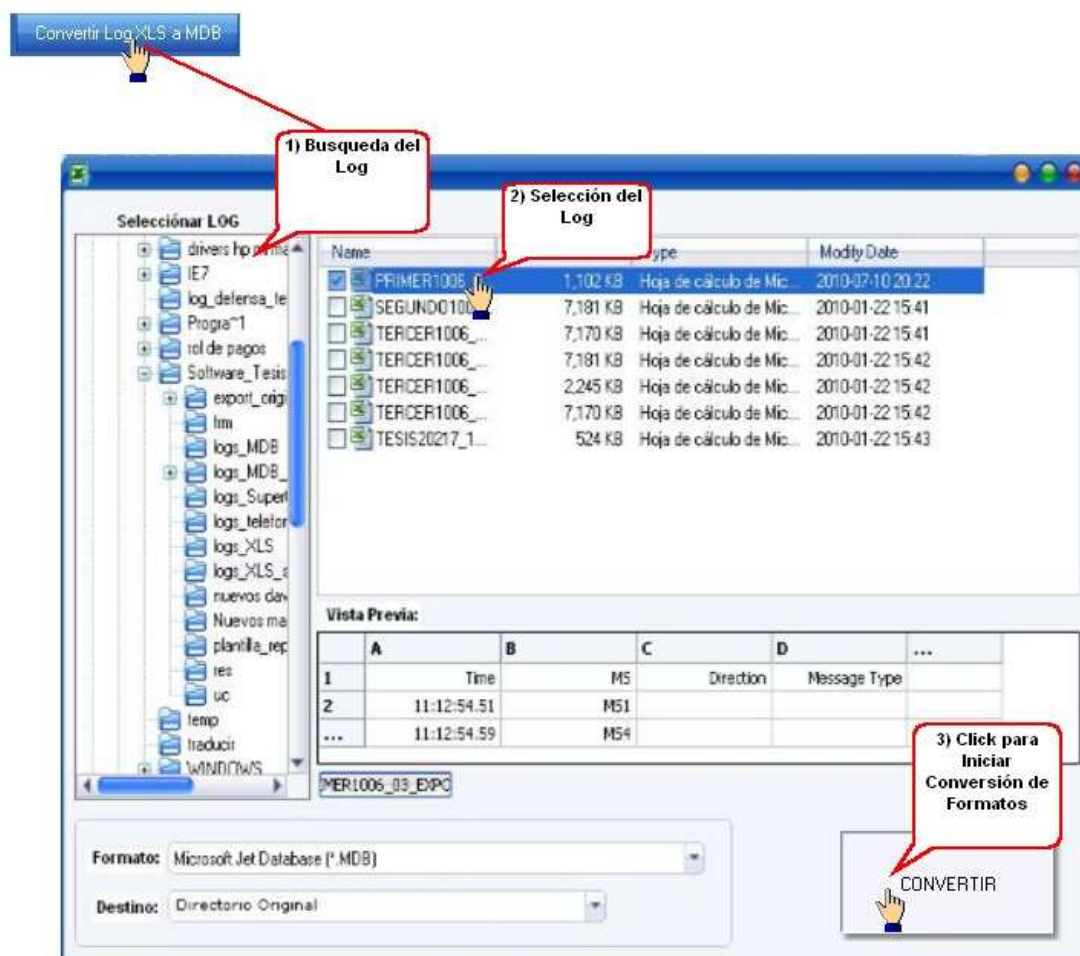 Convertir Log XLS a MDB
1) Busqueda del
Log
2) Selección del
Log
Selecciónar LOG
drivers hp
IE7
log_defensa_te
Progra~1
rol de pagos
Software_Tesis
export_origi
hm
logs_MDB
logs_MDB_
logs_Super
logs_telefor
logs_XLS
logs_XLS_
nuevos dav
Nuevos ma
plantilla_rep
res
uc
temp
traducir
WINDOWS
Name Type Modify Date
PRIMER1006_ 1,102 KB Hoja de cálculo de Mic... 2010-07-10 20:22
SEGUNDO100 7,181 KB Hoja de cálculo de Mic... 2010-01-22 15:41
TERCER1006_... 7,170 KB Hoja de cálculo de Mic... 2010-01-22 15:41
TERCER1006_... 7,181 KB Hoja de cálculo de Mic... 2010-01-22 15:42
TERCER1006_... 2,245 KB Hoja de cálculo de Mic... 2010-01-22 15:42
TERCER1006_... 7,170 KB Hoja de cálculo de Mic... 2010-01-22 15:42
TESIS20217_1... 524 KB Hoja de cálculo de Mic... 2010-01-22 15:43
Vista Previa:
A B C D ...
1 Time MS Direction Message Type
2 11:12:54.51 MS1
... 11:12:54.59 MS4
MER1006_03_EXPO
3) Click para
Iniciar
Conversión de
Formatos
Formato: Microsoft Jet Database (*.MDB)
Destino: Directorio Original
CONVERTIR